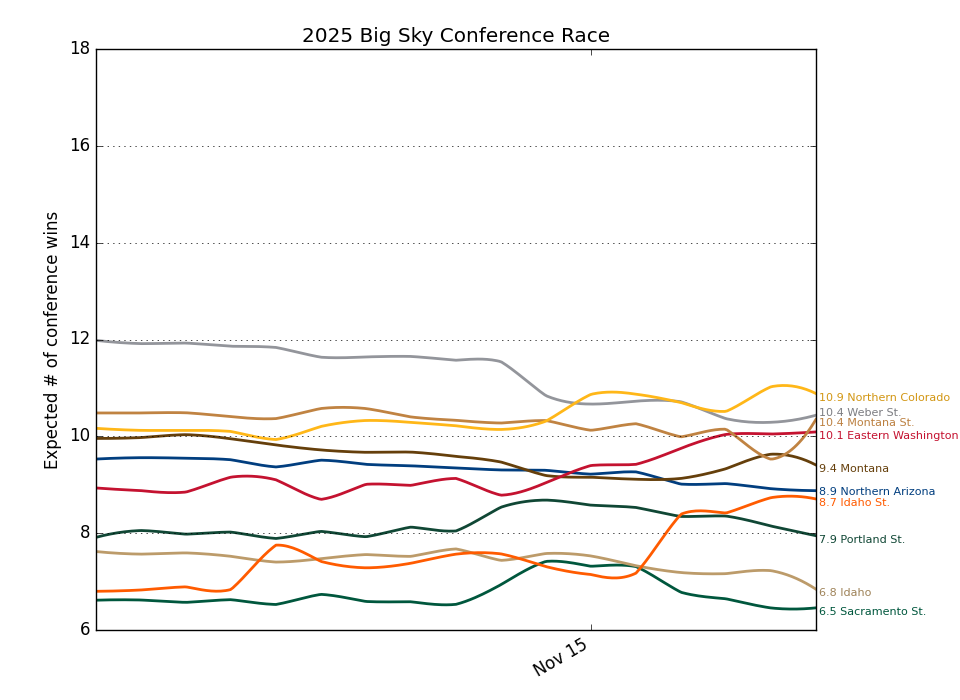 2025 Big Sky Conference Race
Expected # of conference wins
18
16
14
12
10
8
6
Nov 15
10.9 Northern Colorado
10.4 Weber St.
10.4 Montana St.
10.1 Eastern Washington
9.4 Montana
8.9 Northern Arizona
8.7 Idaho St.
7.9 Portland St.
6.8 Idaho
6.5 Sacramento St.